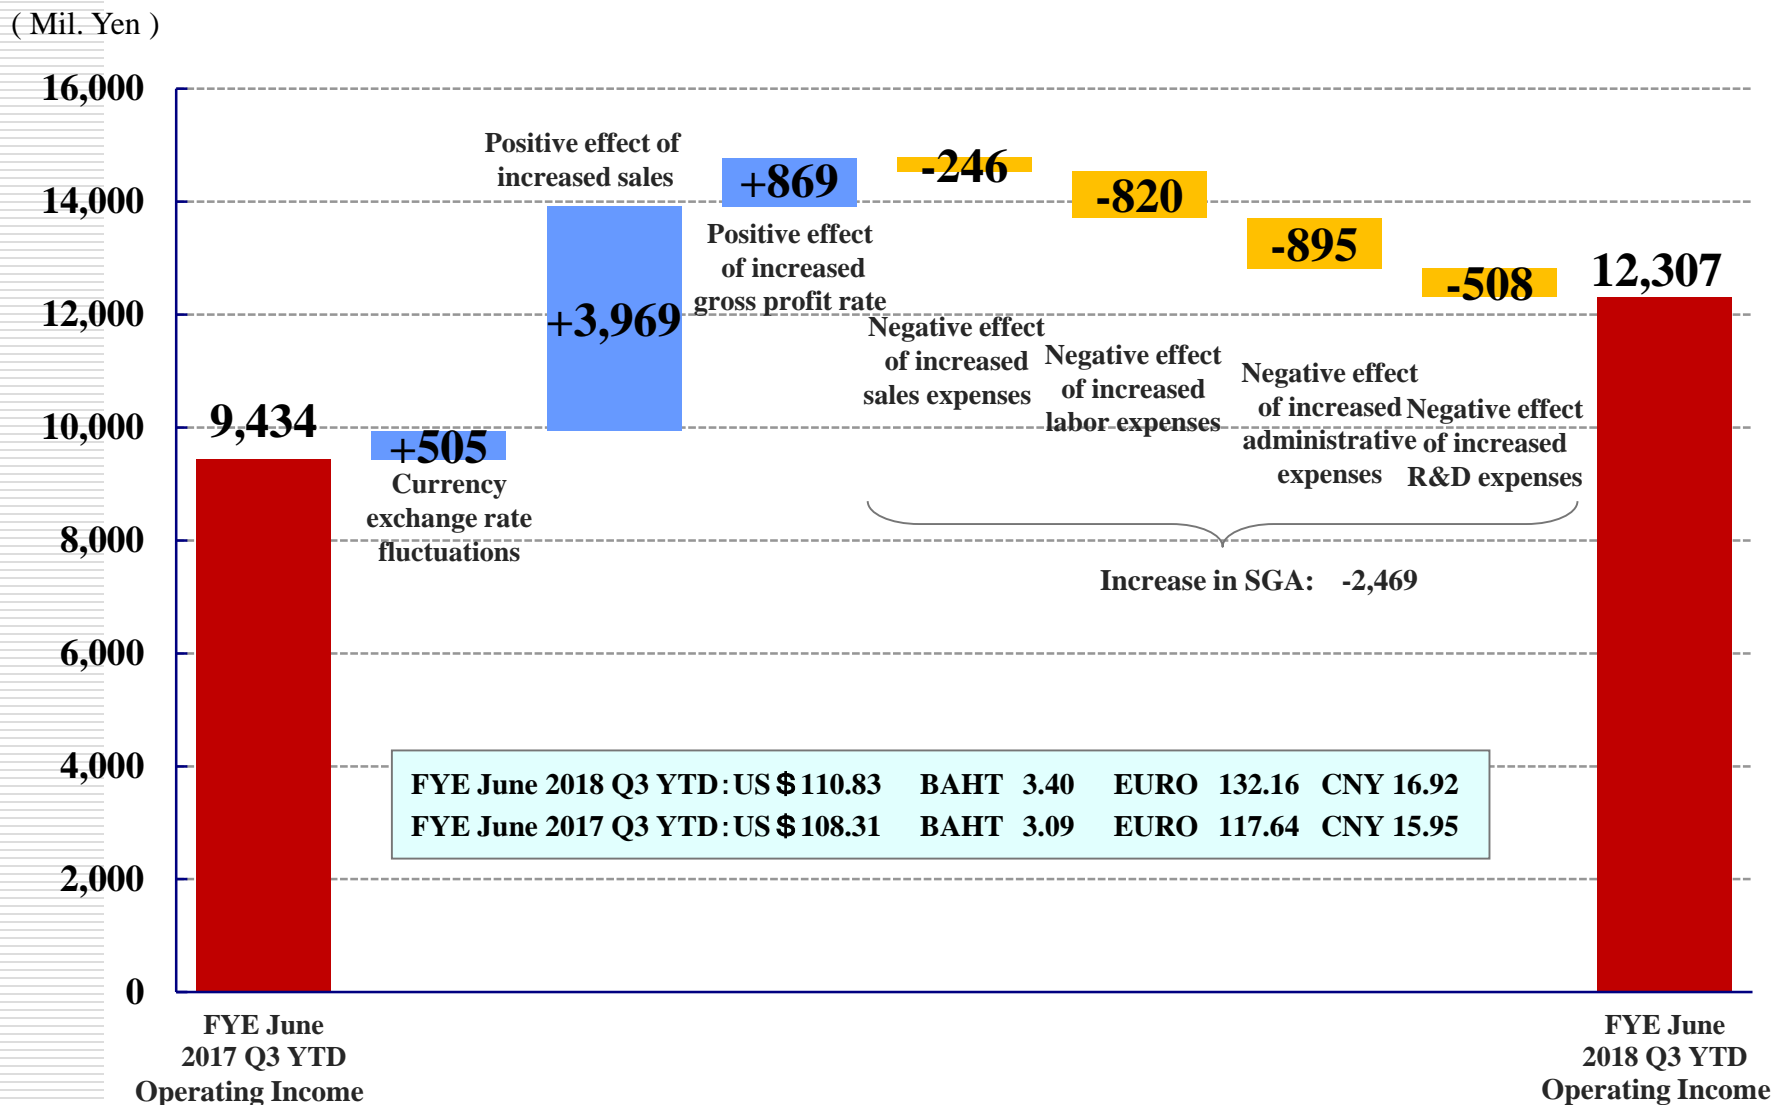 ( Mil. Yen )
16,000
14,000
12,000
10,000
8,000
6,000
4,000
2,000
0
9,434
+505
Currency
exchange rate
fluctuations
Positive effect of
increased sales
+3,969
+869
Positive effect
of increased
gross profit rate
-246
Negative effect
of increased
sales expenses
-820
Negative effect
of increased
labor expenses
-895
Negative effect
of increased
administrative
expenses
-508
Negative effect
of increased
R&D expenses
12,307
Increase in SGA: -2,469
FYE June 2018 Q3 YTD:US＄110.83 BAHT 3.40 EURO 132.16 CNY 16.92
FYE June 2017 Q3 YTD:US＄108.31 BAHT 3.09 EURO 117.64 CNY 15.95
FYE June
2017 Q3 YTD
Operating Income
FYE June
2018 Q3 YTD
Operating Income